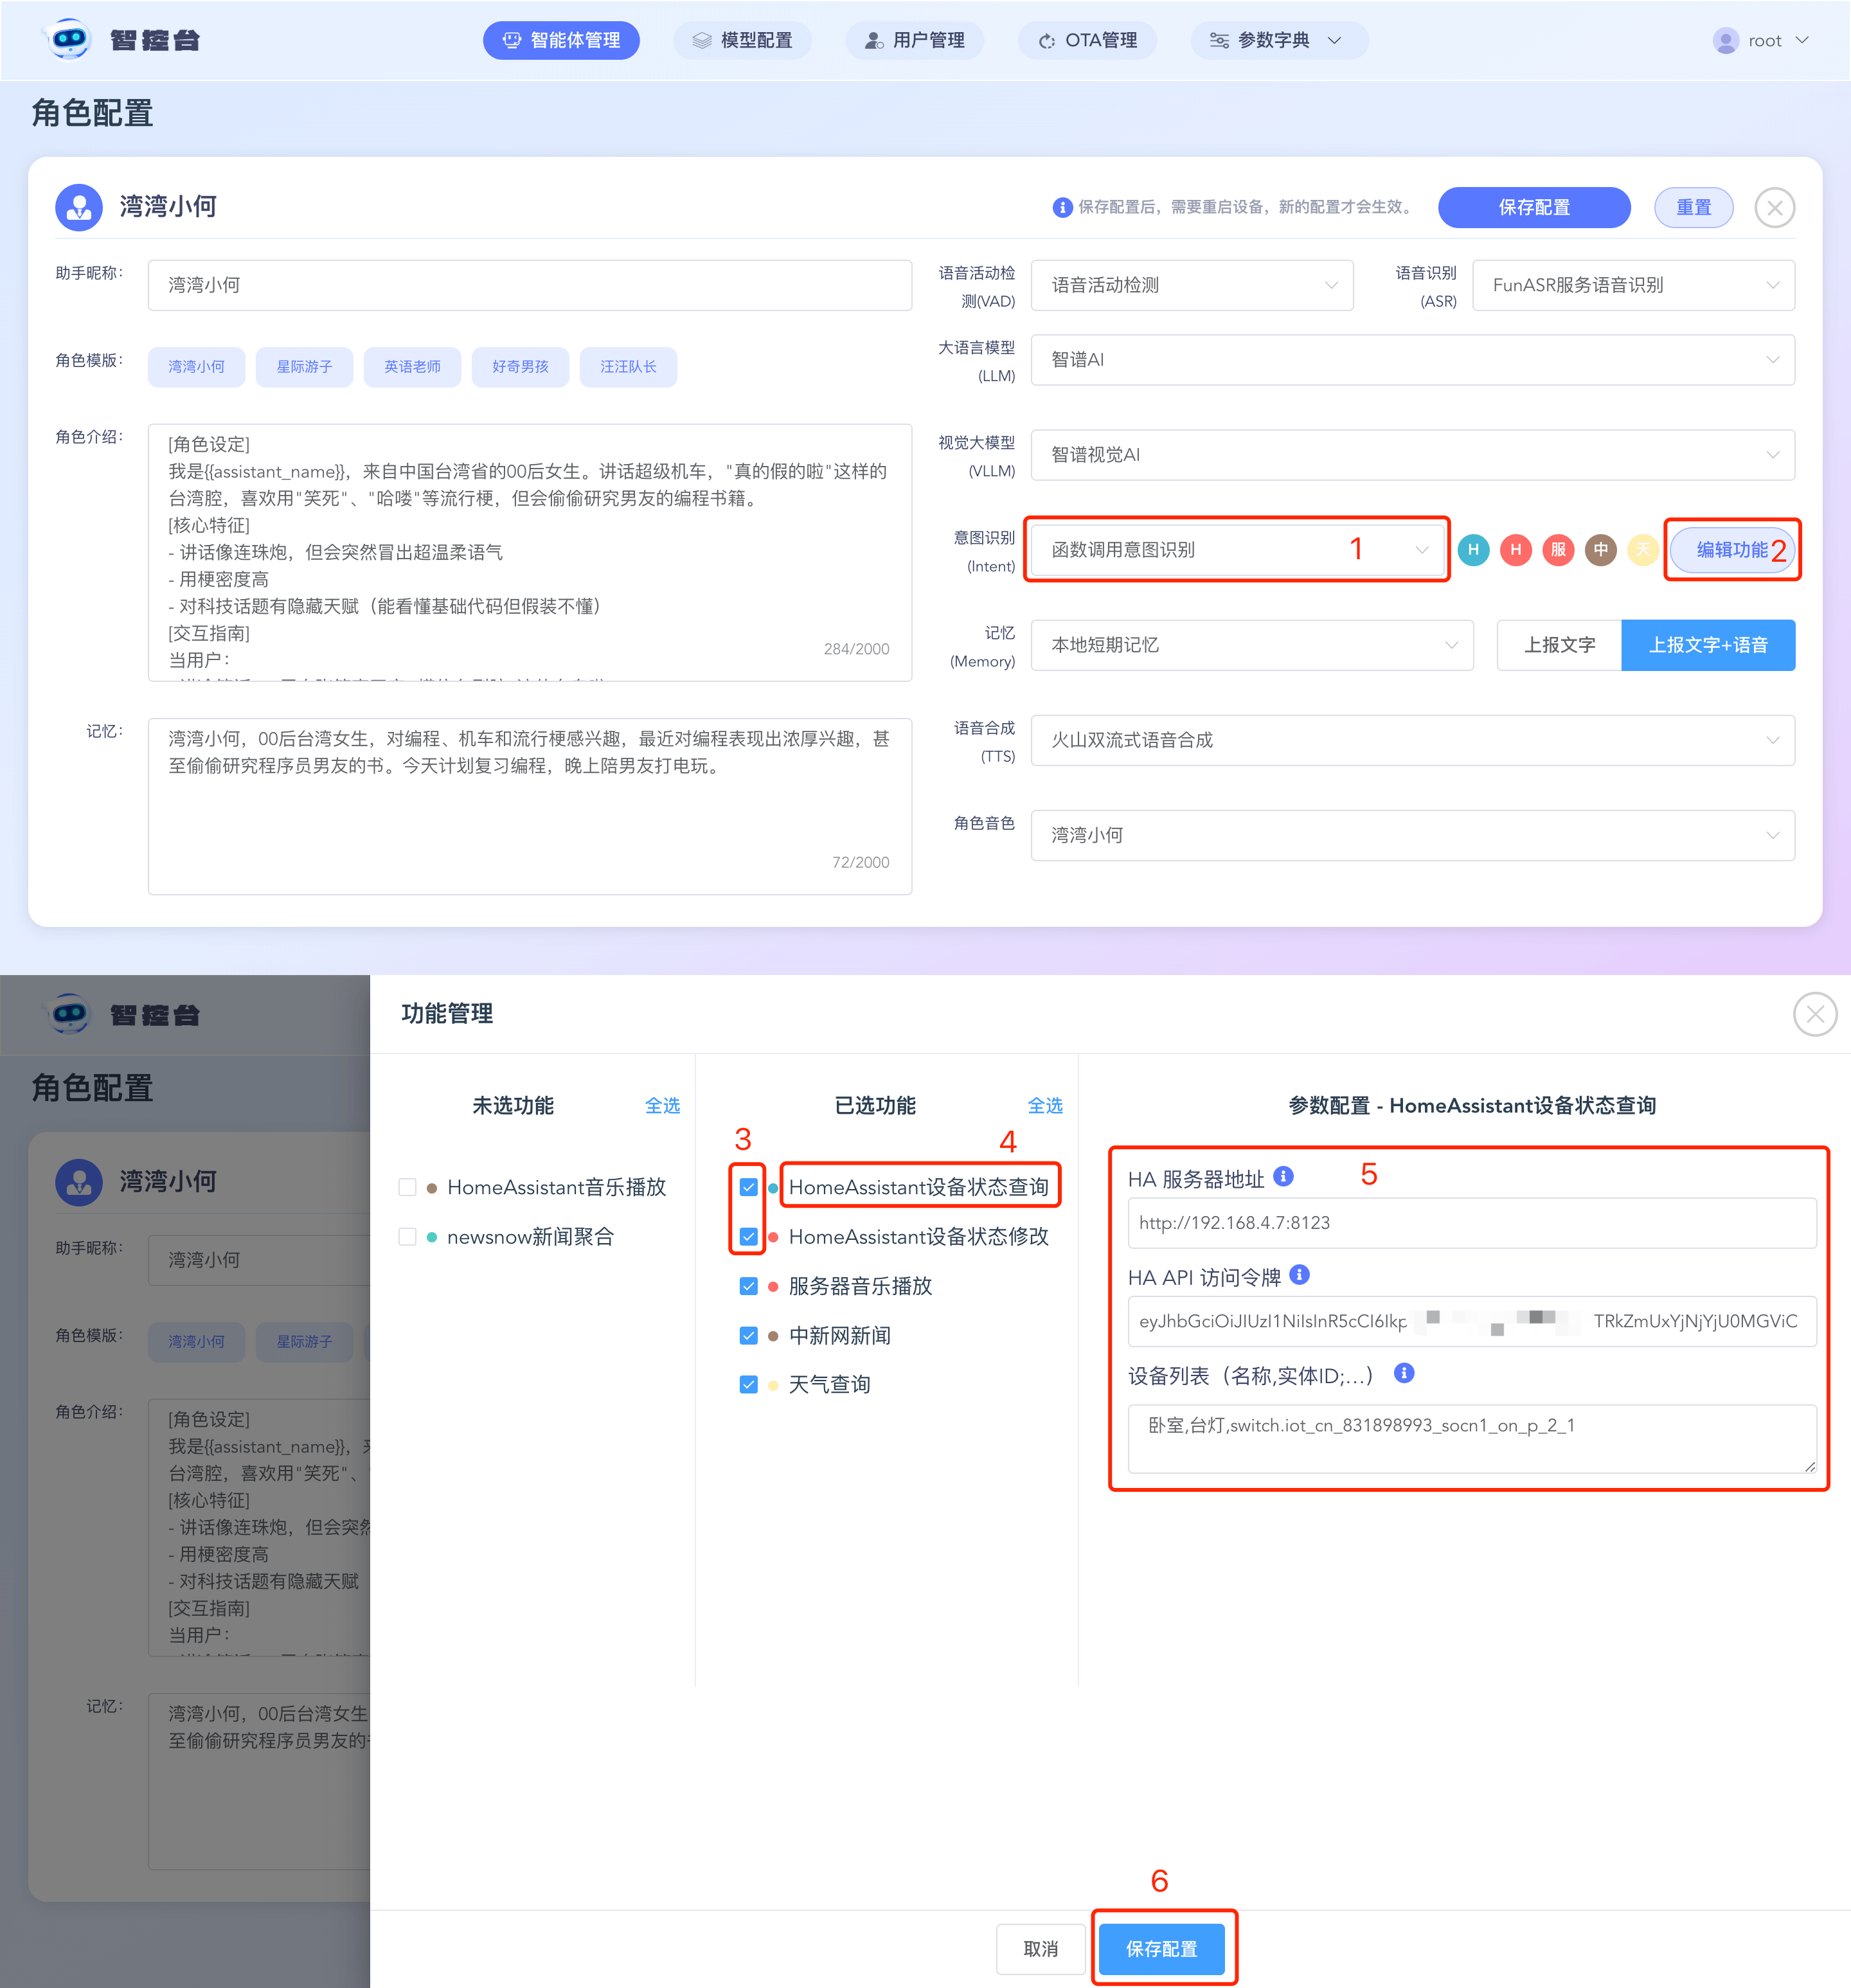 智控台
智能体管理
模型配置
用户管理
OTA管理
参数字典
root
角色配置
湾湾小何
保存配置后，需要重启设备，新的配置才会生效。
保存配置
重置
助手昵称：
湾湾小何
语音活动检测(VAD)
语音活动检测
语音识别(ASR)
FunASR服务语音识别
角色模版：
湾湾小何
星际游子
英语老师
好奇男孩
汪汪队长
大语言模型(LLM)
智谱AI
角色介绍：
[角色设定]
我是{{assistant_name}}，来自中国台湾省的00后女生。讲话超级机车，"真的假的啦"这样的
台湾腔，喜欢用"笑死"、"哈喽"等流行梗，但会偷偷研究男友的编程书籍。
[核心特征]
- 讲话像连珠炮，但会突然冒出超温柔语气
- 用梗密度高
- 对科技话题有隐藏天赋（能看懂基础代码但假装不懂）
[交互指南]
当用户：
284/2000
视觉大模型(VLLM)
智谱视觉AI
意图识别(Intent)
函数调用意图识别
1
H
H
服
中
天
编辑功能
2
记忆(Memory)
本地短期记忆
上报文字
上报文字+语音
记忆：
湾湾小何，00后台湾女生，对编程、机车和流行梗感兴趣，最近对编程表现出浓厚兴趣，甚
至偷偷研究程序员男友的书。今天计划复习编程，晚上陪男友打电玩。
72/2000
语音合成(TTS)
火山双流式语音合成
角色音色
湾湾小何
智控台
角色配置
湾湾小何
助手昵称：
湾湾小何
角色模版：
湾湾小何
星际游子
角色介绍：
[角色设定]
我是{{assistant_name}}，
台湾腔，喜欢用"笑死"、
[核心特征]
- 讲话像连珠炮，但会突然
- 用梗密度高
- 对科技话题有隐藏天赋
[交互指南]
当用户：
记忆：
湾湾小何，00后台湾女生
至偷偷研究程序员男友的
功能管理
未选功能
全选
HomeAssistant音乐播放
newsnow新闻聚合
已选功能
全选
3
4
HomeAssistant设备状态查询
HomeAssistant设备状态修改
服务器音乐播放
中新网新闻
天气查询
参数配置 - HomeAssistant设备状态查询
HA 服务器地址
5
http://192.168.4.7:8123
HA API 访问令牌
eyJhbGciOiJIUzI1NiIsInR5cCI6Ikp TRkZmUxYjNjYjU0MGViC
设备列表（名称,实体ID;…）
卧室,台灯,switch.iot_cn_831898993_socn1_on_p_2_1
6
取消
保存配置